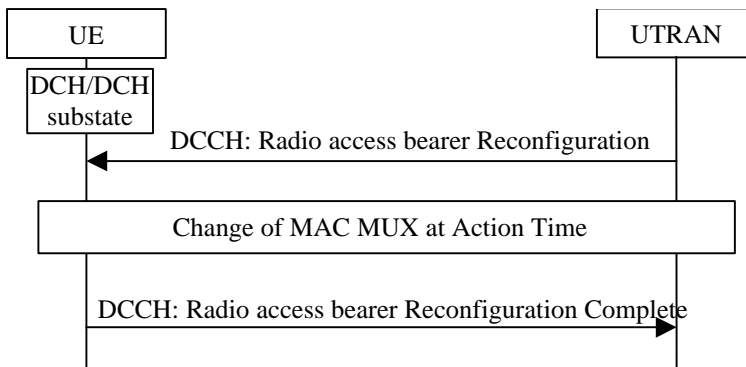 UE
UTRAN
DCH/DCH
substate
DCCH: Radio access bearer Reconfiguration
Change of MAC MUX at Action Time
DCCH: Radio access bearer Reconfiguration Complete